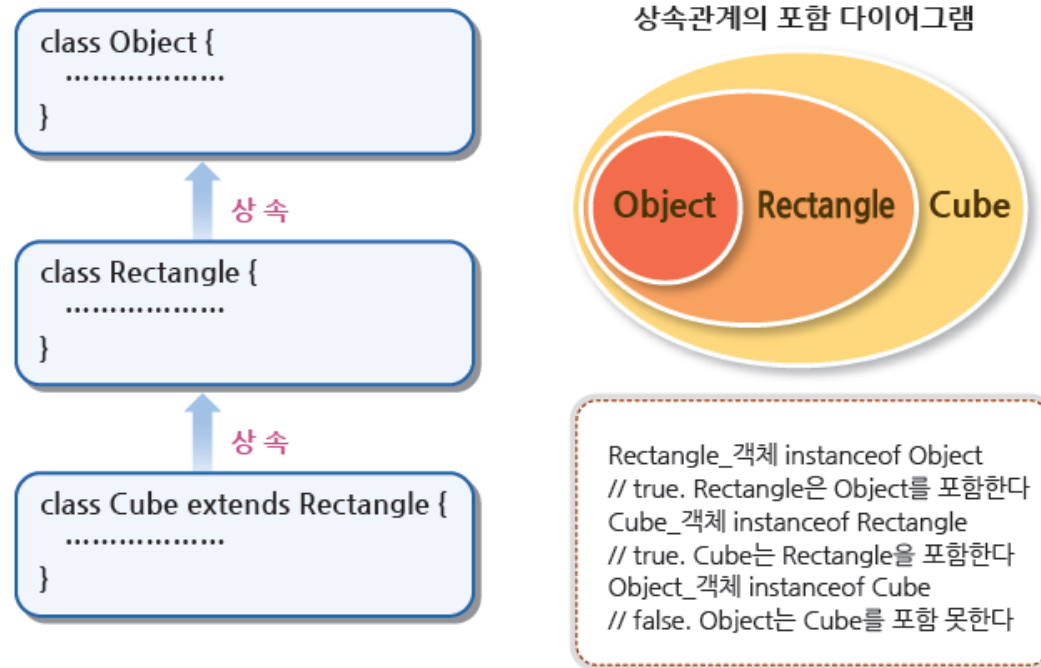 class Object {
...................
}
상 속
class Rectangle {
...................
}
상 속
class Cube extends Rectangle {
...................
}
상속관계의 포함 다이어그램
Object
Rectangle
Cube
Rectangle_객체 instanceof Object
// true. Rectangle은 Object를 포함한다
Cube_객체 instanceof Rectangle
// true. Cube는 Rectangle을 포함한다
Object_객체 instanceof Cube
// false. Object는 Cube를 포함 못한다